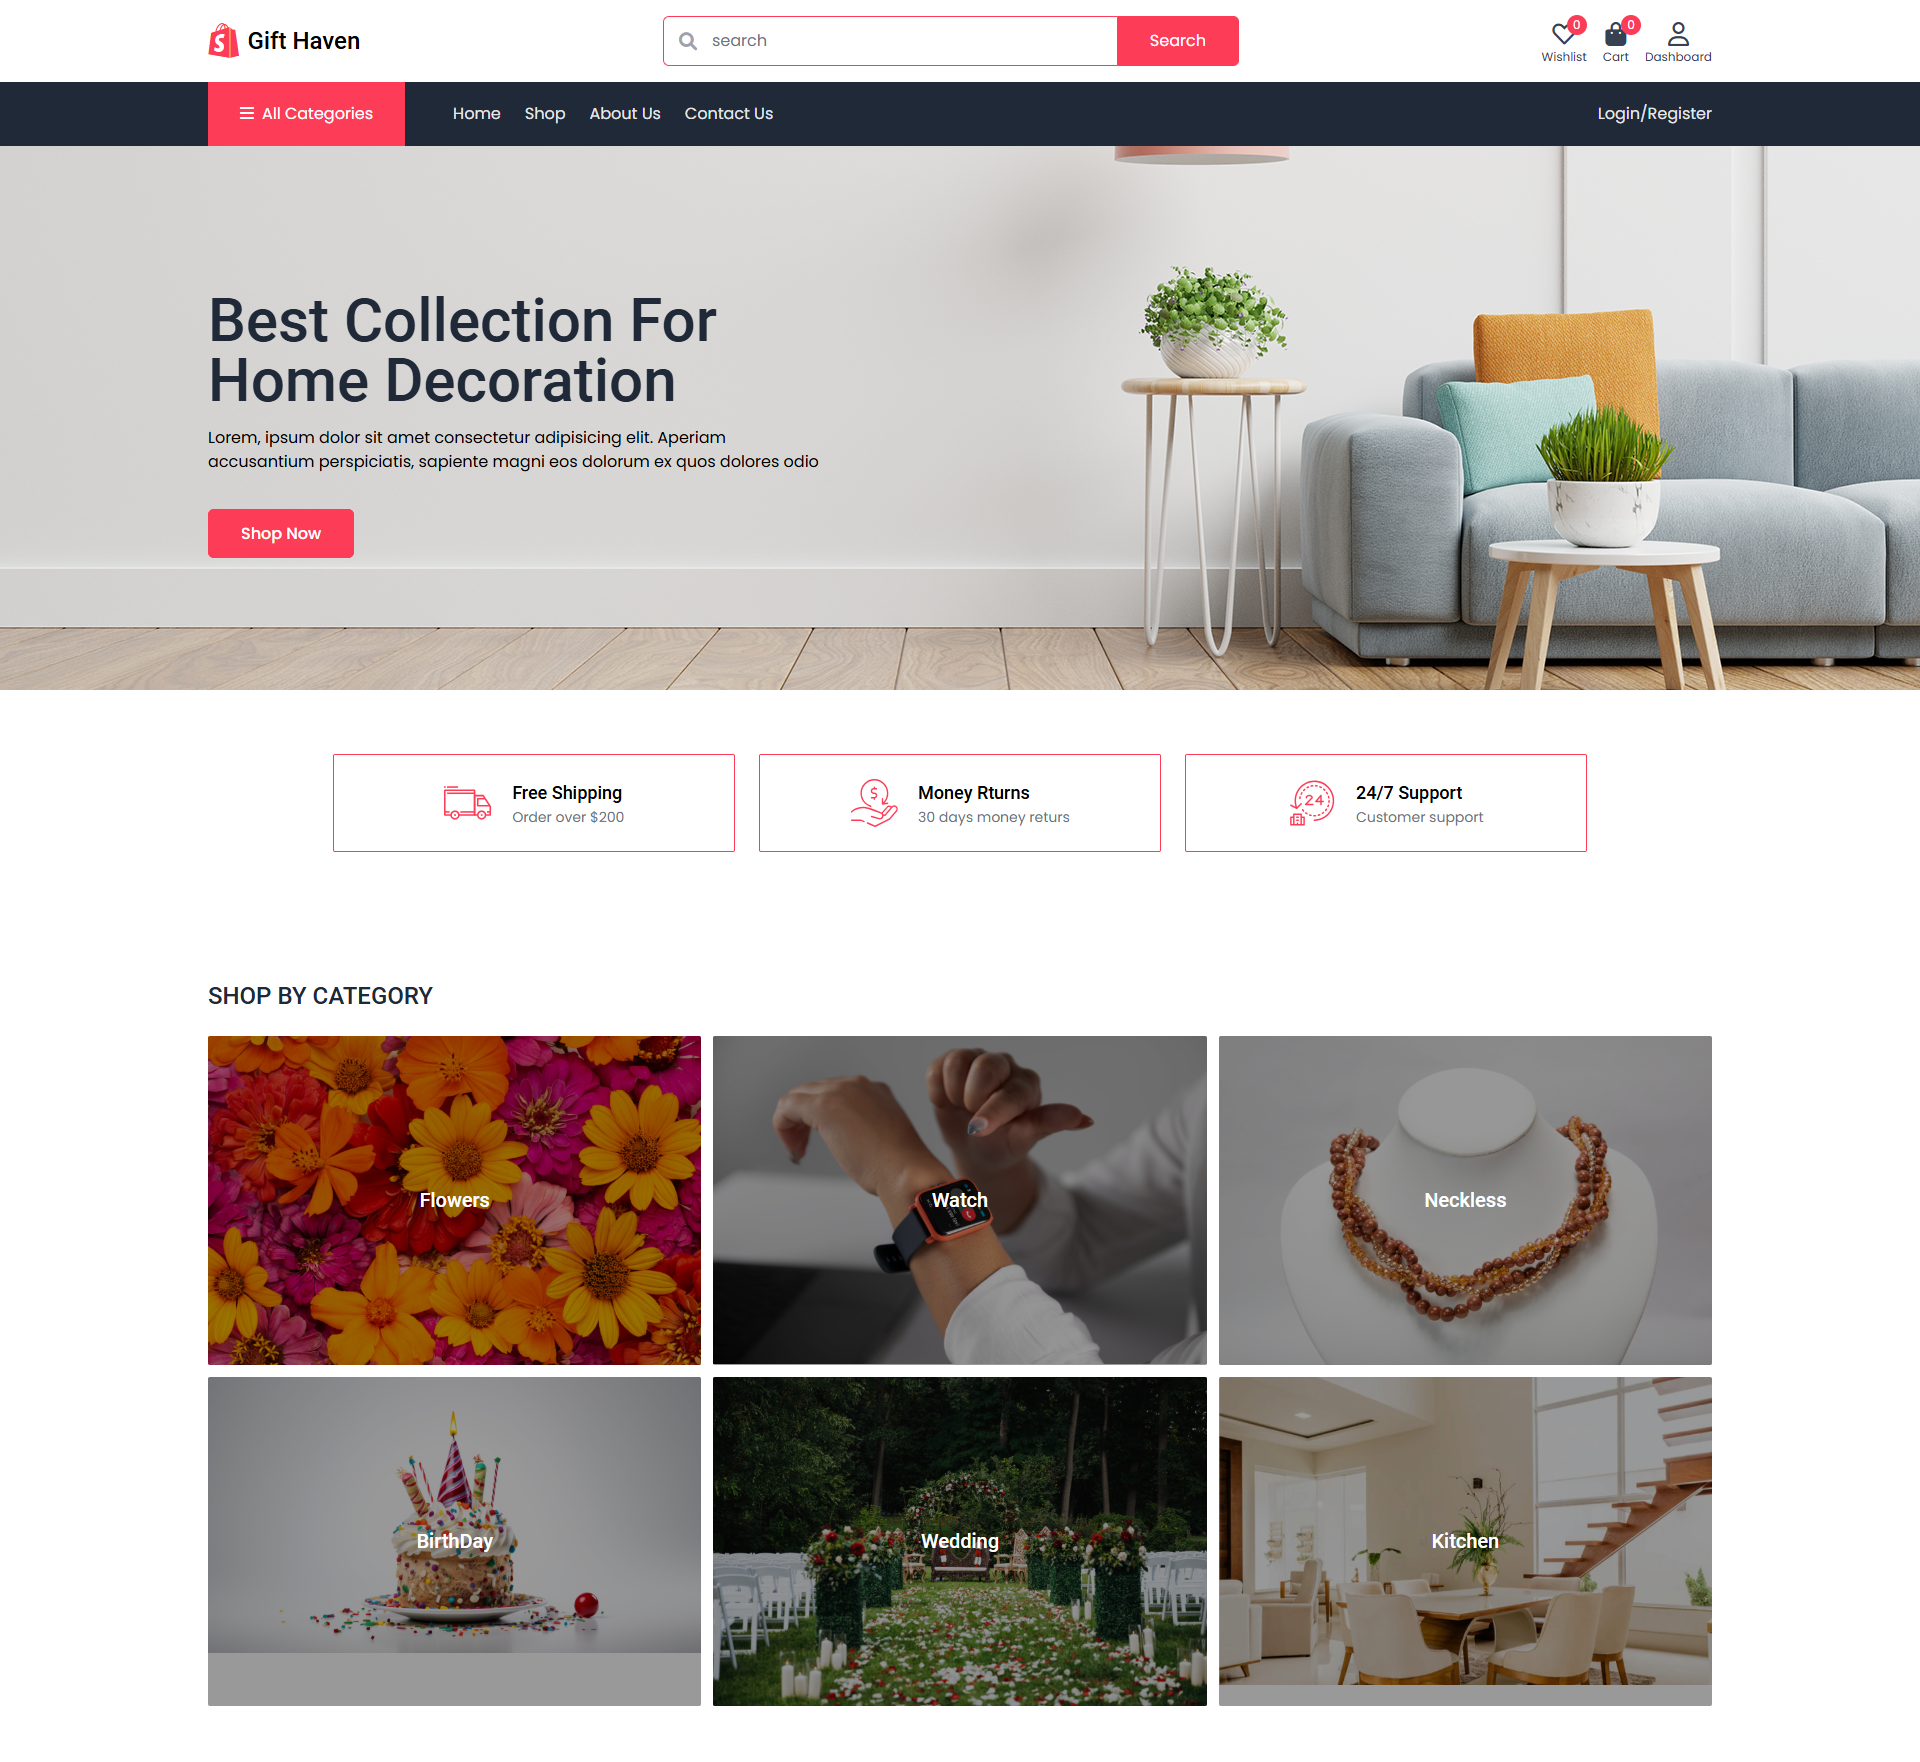 Gift Haven
search
Search
0
0
Wishlist
Cart
Dashboard
All Categories
Home
Shop
About Us
Contact Us
Login/Register
Best Collection For
Home Decoration
Lorem, ipsum dolor sit amet consectetur adipisicing elit. Aperiam
accusantium perspiciatis, sapiente magni eos dolorum ex quos dolores odio
Shop Now
Free Shipping
Order over $200
$
Money Rturns
30 days money returs
24
24/7 Support
Customer support
SHOP BY CATEGORY
Flowers
Watch
Neckless
BirthDay
Wedding
Kitchen